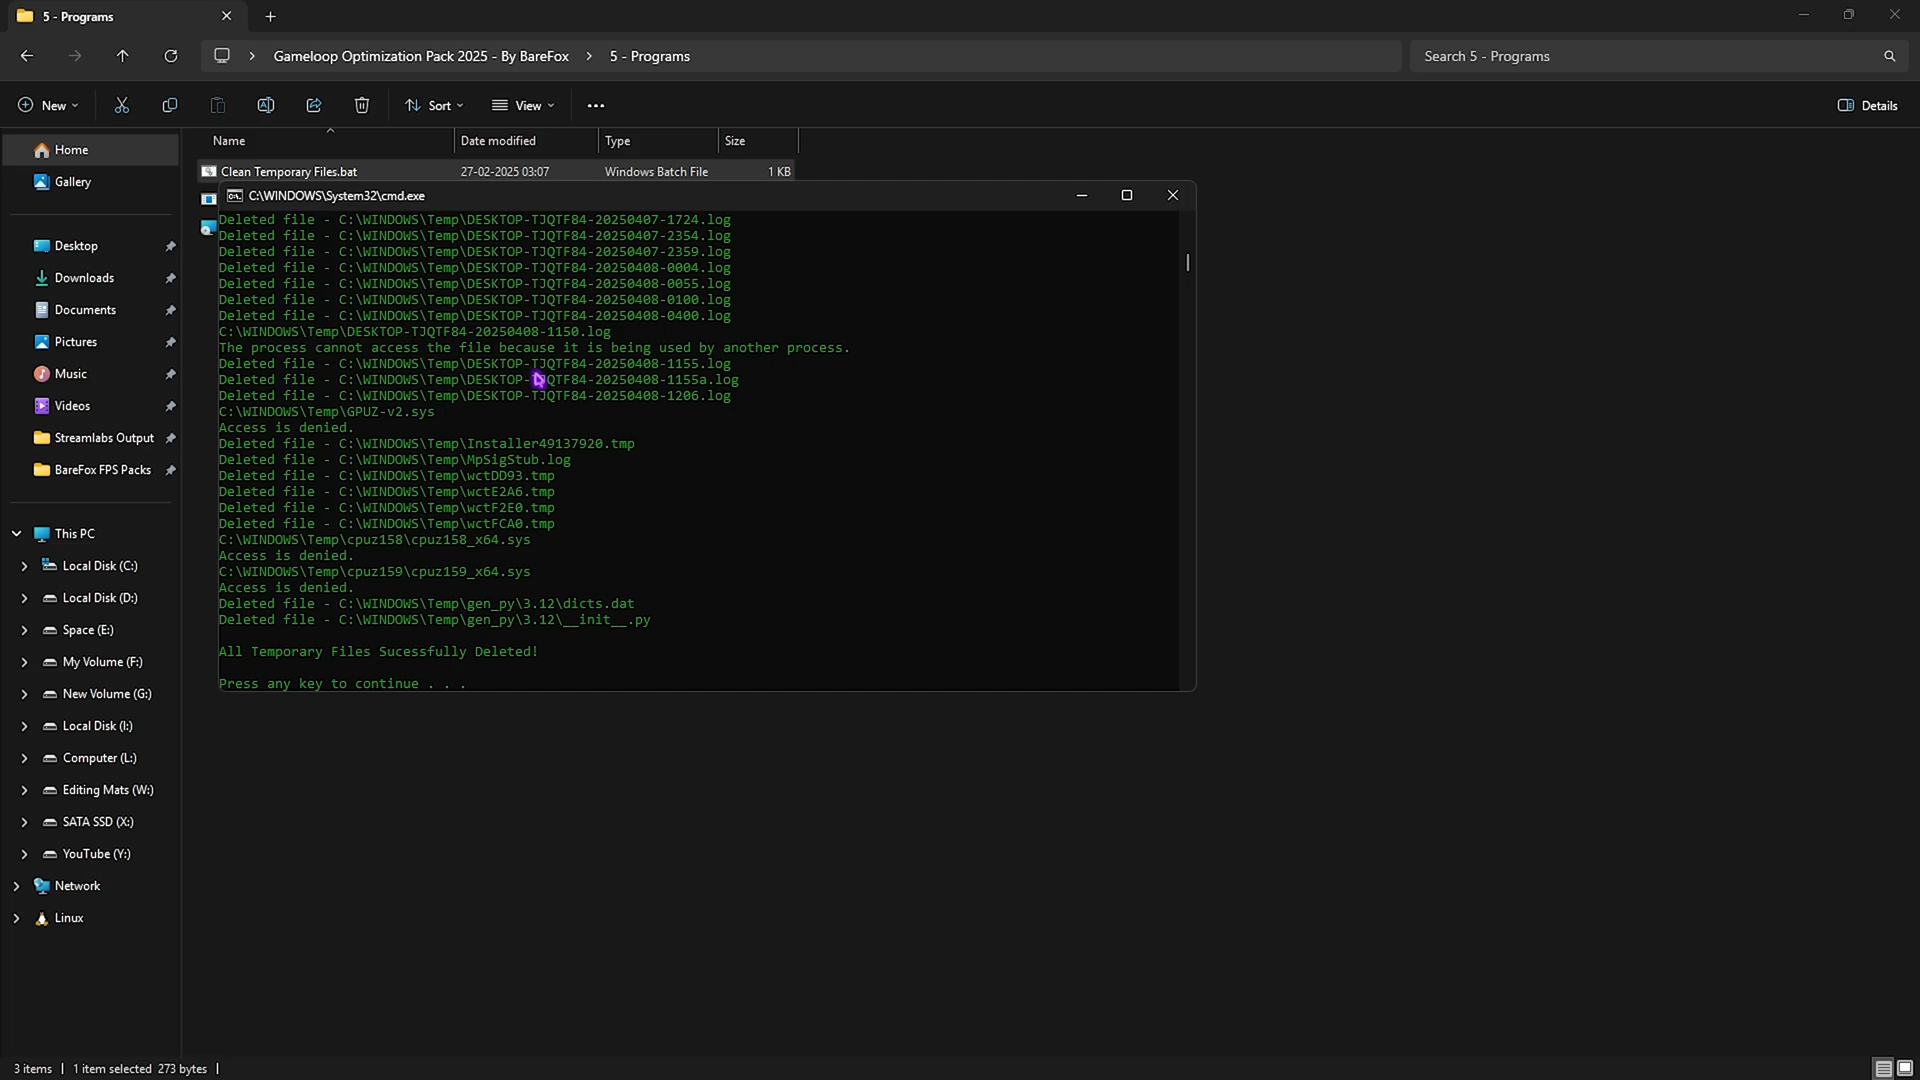 5 - Programs
Gameloop Optimization Pack 2025 - By BareFox
5 - Programs
Search 5 - Programs
New
Sort
View
Details
Name
Date modified
Type
Size
Home
Gallery
Desktop
Downloads
Documents
Pictures
Music
Videos
Streamlabs Output
BareFox FPS Packs
This PC
Local Disk (C:)
Local Disk (D:)
Space (E:)
My Volume (F:)
New Volume (G:)
Local Disk (I:)
Computer (L:)
Editing Mats (W:)
SATA SSD (X:)
YouTube (Y:)
Network
Linux
Clean Temporary Files.bat 27-02-2025 03:07 Windows Batch File 1 KB
C:\WINDOWS\System32\cmd.exe
Deleted file - C:\WINDOWS\Temp\DESKTOP-TJQTF84-20250407-1724.log
Deleted file - C:\WINDOWS\Temp\DESKTOP-TJQTF84-20250407-2354.log
Deleted file - C:\WINDOWS\Temp\DESKTOP-TJQTF84-20250407-2359.log
Deleted file - C:\WINDOWS\Temp\DESKTOP-TJQTF84-20250408-0004.log
Deleted file - C:\WINDOWS\Temp\DESKTOP-TJQTF84-20250408-0055.log
Deleted file - C:\WINDOWS\Temp\DESKTOP-TJQTF84-20250408-0100.log
Deleted file - C:\WINDOWS\Temp\DESKTOP-TJQTF84-20250408-0400.log
C:\WINDOWS\Temp\DESKTOP-TJQTF84-20250408-1150.log
The process cannot access the file because it is being used by another process.
Deleted file - C:\WINDOWS\Temp\DESKTOP-TJQTF84-20250408-1155.log
Deleted file - C:\WINDOWS\Temp\DESKTOP-TJQTF84-20250408-1155a.log
Deleted file - C:\WINDOWS\Temp\DESKTOP-TJQTF84-20250408-1206.log
C:\WINDOWS\Temp\GPUZ-v2.sys
Access is denied.
Deleted file - C:\WINDOWS\Temp\Installer49137920.tmp
Deleted file - C:\WINDOWS\Temp\MpSigStub.log
Deleted file - C:\WINDOWS\Temp\wctDD93.tmp
Deleted file - C:\WINDOWS\Temp\wctE2A6.tmp
Deleted file - C:\WINDOWS\Temp\wctF2E0.tmp
Deleted file - C:\WINDOWS\Temp\wctFCA0.tmp
C:\WINDOWS\Temp\cpuz158\cpuz158_x64.sys
Access is denied.
C:\WINDOWS\Temp\cpuz159\cpuz159_x64.sys
Access is denied.
Deleted file - C:\WINDOWS\Temp\gen_py\3.12\dicts.dat
Deleted file - C:\WINDOWS\Temp\gen_py\3.12\__init__.py
All Temporary Files Sucessfully Deleted!
Press any key to continue . . .
3 items
1 item selected 273 bytes